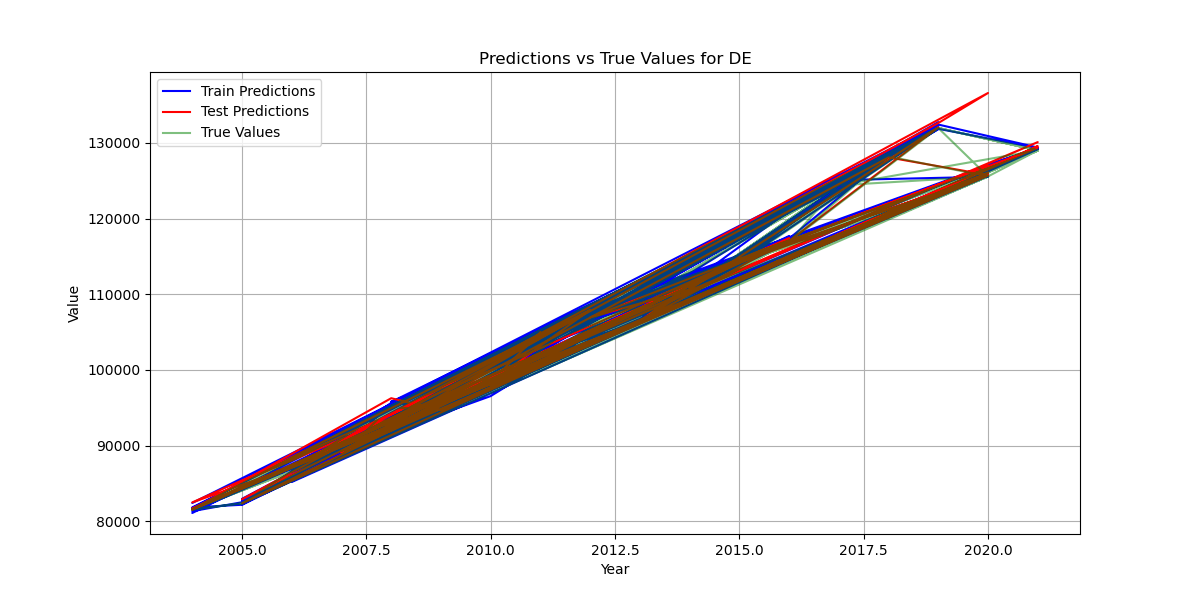 Predictions vs True Values for DE
Train Predictions
Test Predictions
True Values
Value
130000
120000
110000
100000
90000
80000
2005.0 2007.5 2010.0 2012.5 2015.0 2017.5 2020.0
Year